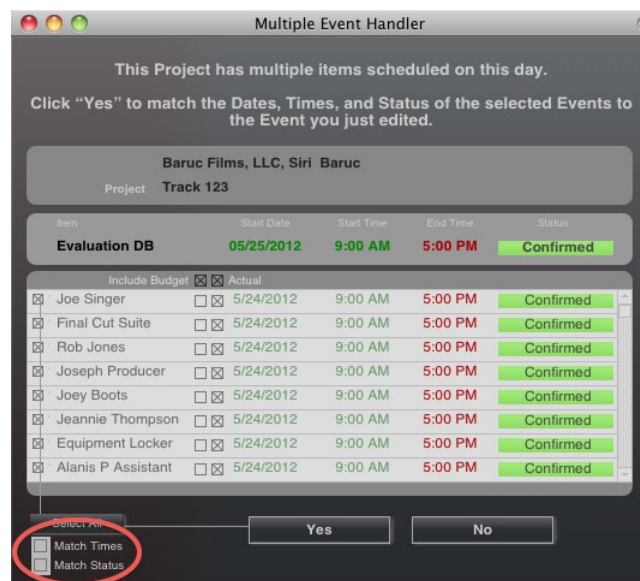 Multiple Event Handler
This Project has multiple items scheduled on this day.
Click “Yes” to match the Dates, Times, and Status of the selected Events to
the Event you just edited.
Baruc Films, LLC, Siri Baruc
Project Track 123
Item Start Date Start Time End Time Status
Evaluation DB 05/25/2012 9:00 AM 5:00 PM Confirmed
Include Budget Actual
Joe Singer 5/24/2012 9:00 AM 5:00 PM Confirmed
Final Cut Suite 5/24/2012 9:00 AM 5:00 PM Confirmed
Rob Jones 5/24/2012 9:00 AM 5:00 PM Confirmed
Joseph Producer 5/24/2012 9:00 AM 5:00 PM Confirmed
Joey Boots 5/24/2012 9:00 AM 5:00 PM Confirmed
Jeannie Thompson 5/24/2012 9:00 AM 5:00 PM Confirmed
Equipment Locker 5/24/2012 9:00 AM 5:00 PM Confirmed
Alanis P Assistant 5/24/2012 9:00 AM 5:00 PM Confirmed
Select All Yes No
Match Times
Match Status